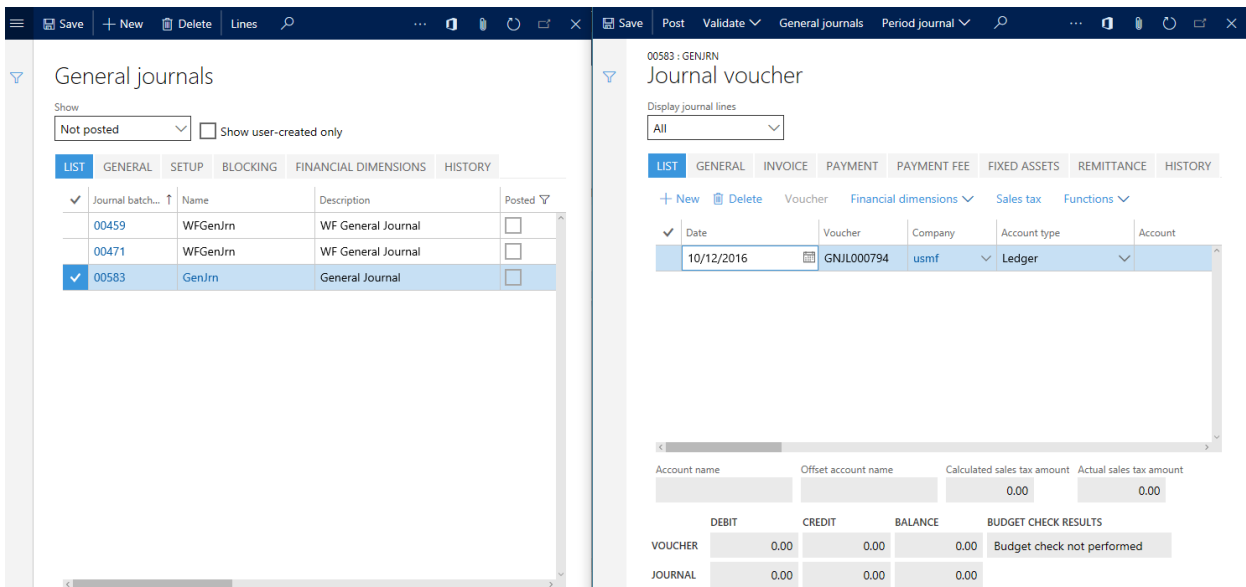 Save + New Delete Lines ...
General journals
Show
Not posted Show user-created only
LIST GENERAL SETUP BLOCKING FINANCIAL DIMENSIONS HISTORY
Journal batch... ↑ Name Description Posted
00459 WFGenJrn WF General Journal
00471 WFGenJrn WF General Journal
00583 GenJrn General Journal
Save Post Validate General journals Period journal ...
00583 : GENJRN
Journal voucher
Display journal lines
All
LIST GENERAL INVOICE PAYMENT PAYMENT FEE FIXED ASSETS REMITTANCE HISTORY
+ New Delete Voucher Financial dimensions Sales tax Functions
Date Voucher Company Account type Account
10/12/2016 GNJL000794 usmf Ledger
Account name Offset account name Calculated sales tax amount Actual sales tax amount
0.00 0.00
DEBIT CREDIT BALANCE BUDGET CHECK RESULTS
VOUCHER 0.00 0.00 0.00 Budget check not performed
JOURNAL 0.00 0.00 0.00